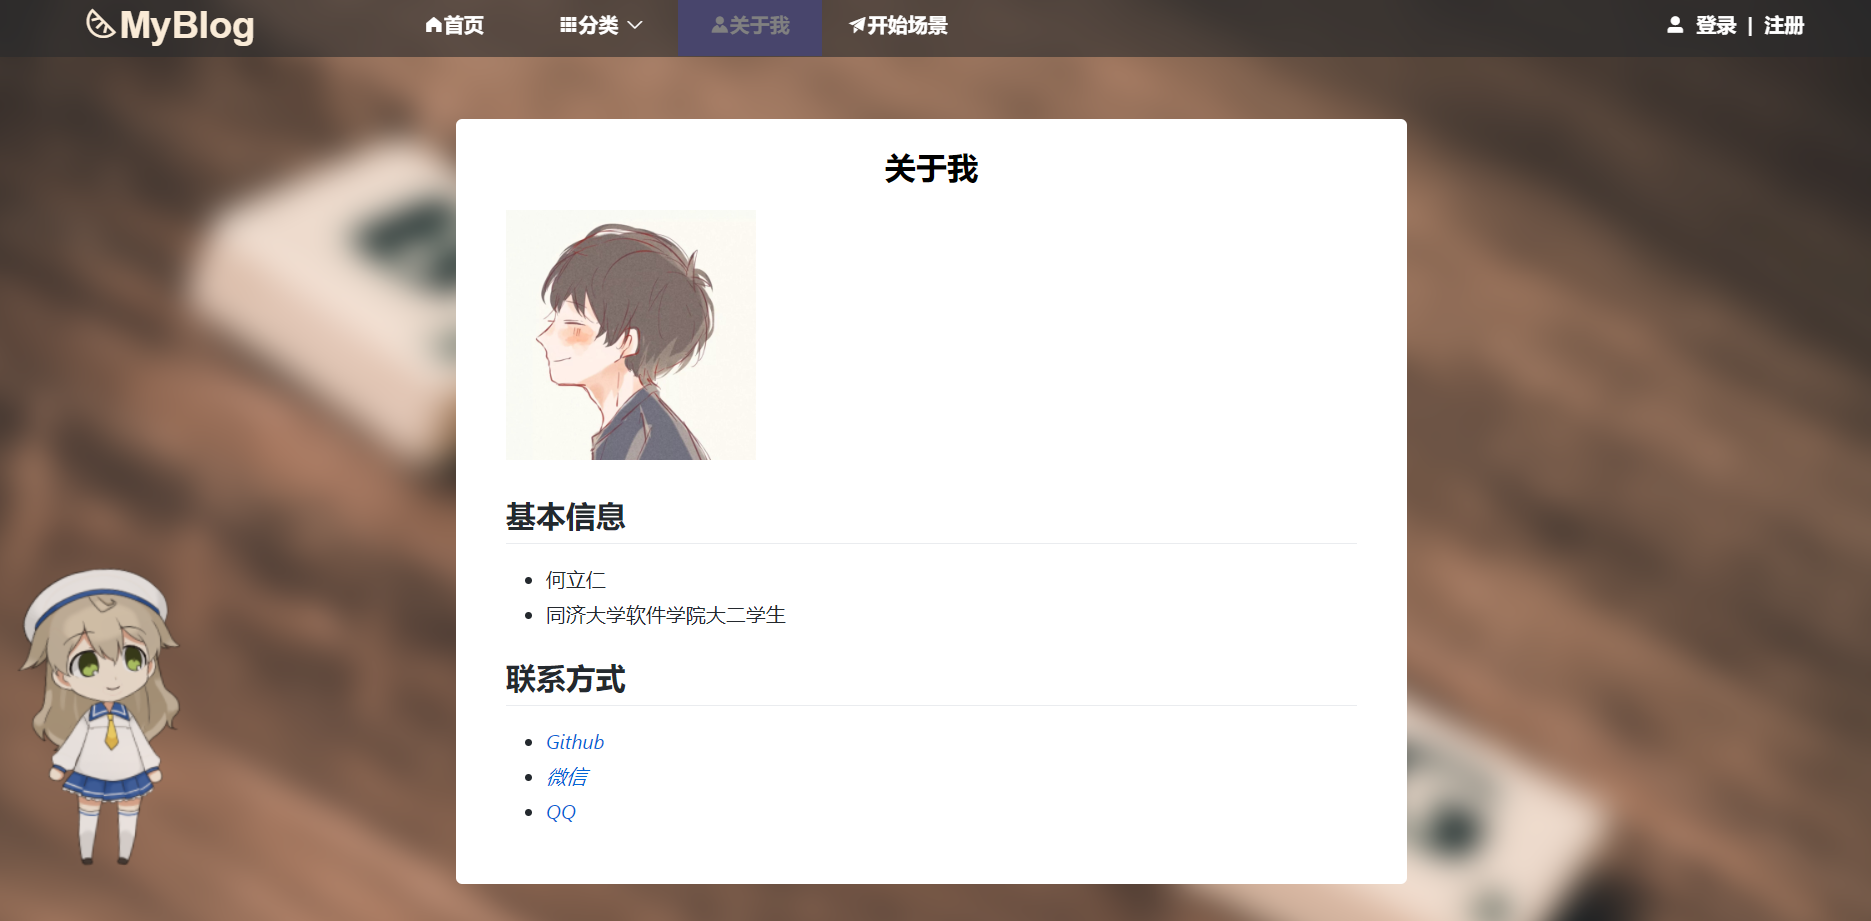 MyBlog 首页 分类 关于我 开始场景 登录 | 注册
关于我
基本信息
何立仁
同济大学软件学院大二学生
联系方式
Github
微信
QQ